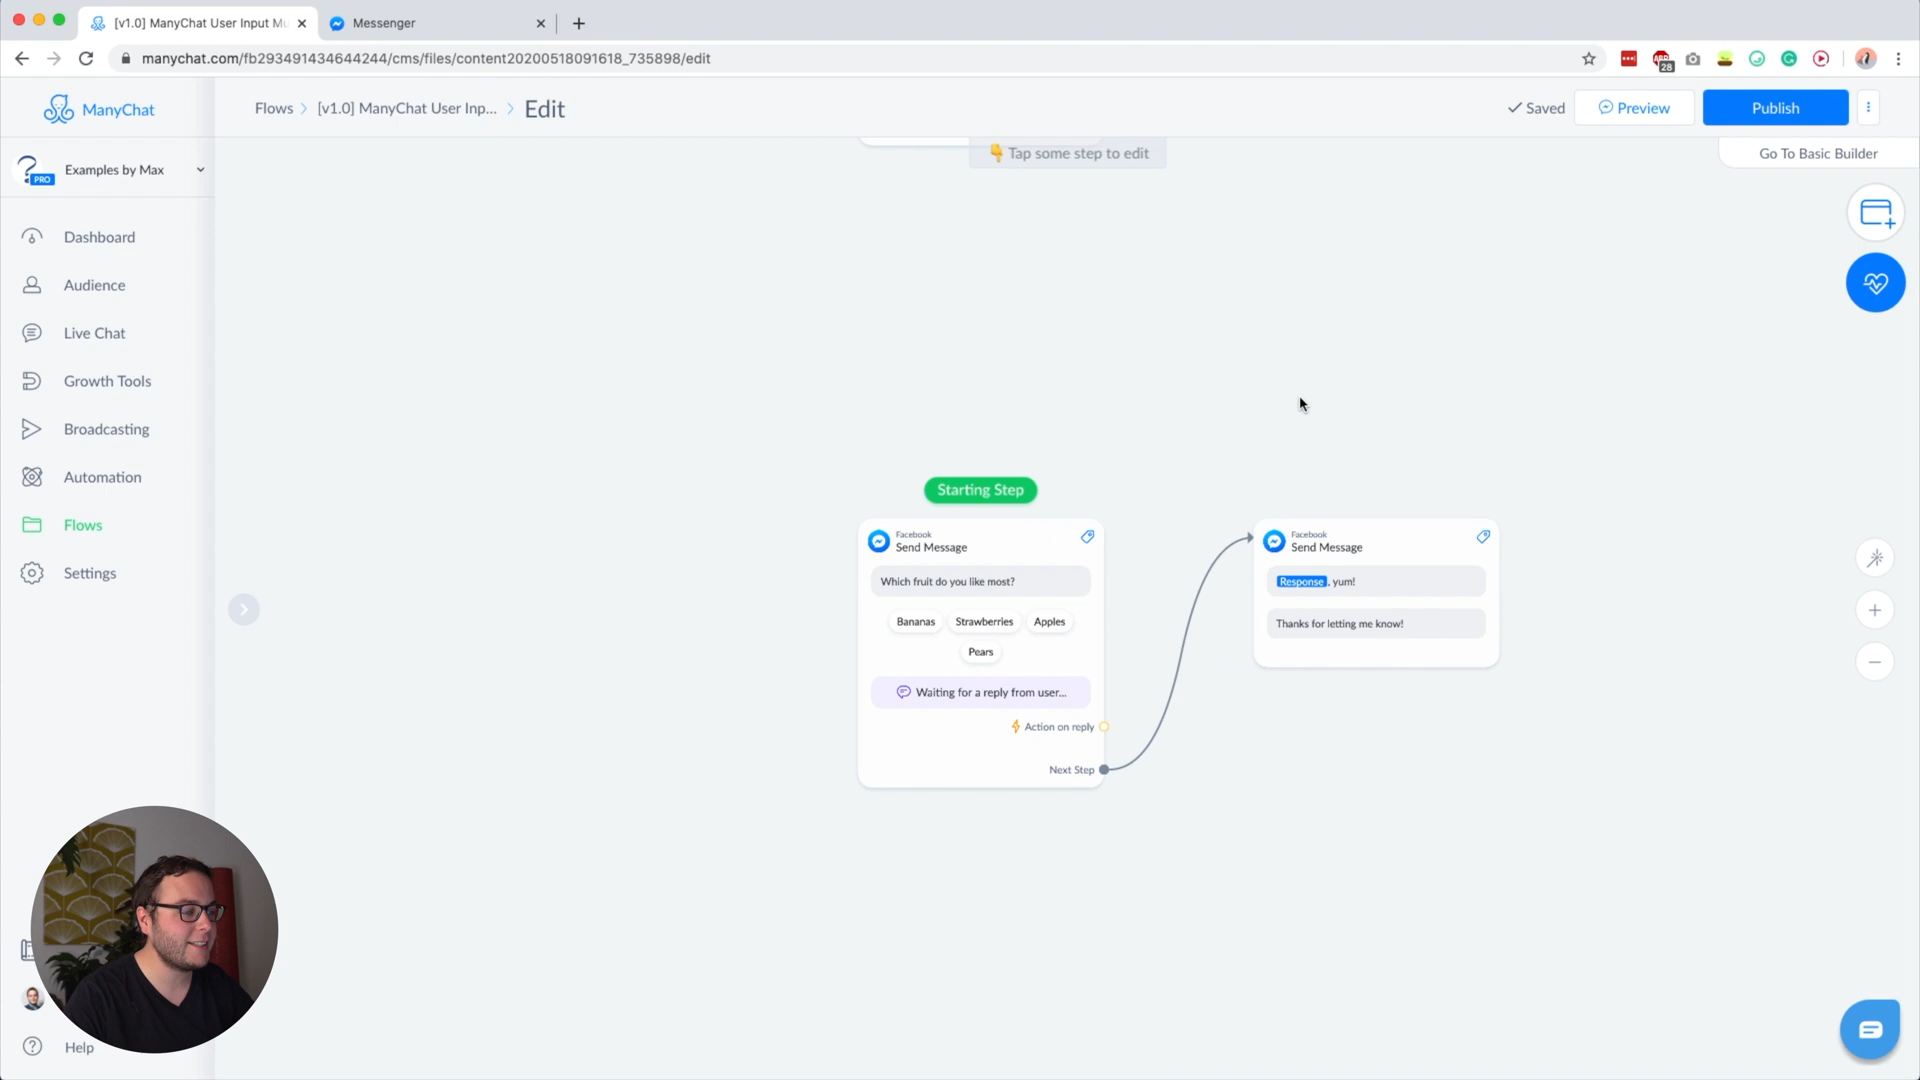 [v1.0] ManyChat User Input Mu
Messenger
manychat.com/fb293491434644244/cms/files/content20200518091618_735898/edit
28
ManyChat
Flows
[v1.0] ManyChat User Inp...
Edit
Saved
Preview
Publish
Tap some step to edit
Go To Basic Builder
PRO
Examples by Max
Dashboard
Audience
Live Chat
Growth Tools
Broadcasting
Automation
Flows
Settings
Help
Starting Step
Facebook
Send Message
Which fruit do you like most?
Bananas
Strawberries
Apples
Pears
Waiting for a reply from user...
Action on reply
Next Step
Facebook
Send Message
Response , yum!
Thanks for letting me know!